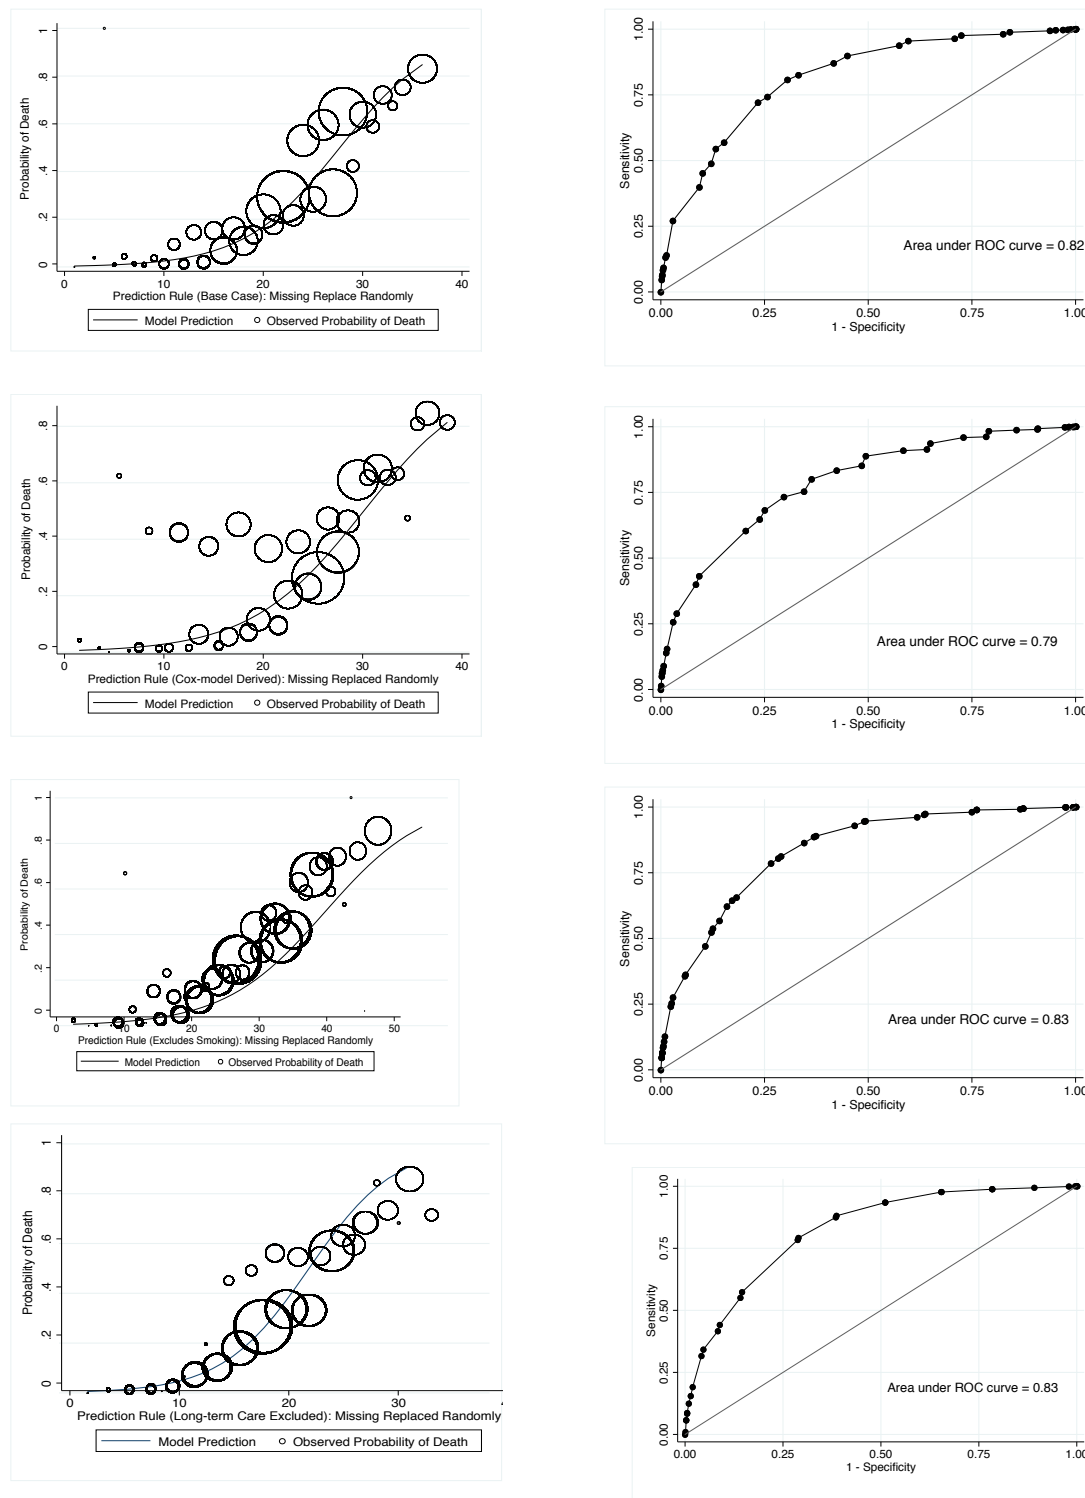 1
.8
.6
.4
.2
0
Probability of Death
0 20 40
Prediction Rule (Base Case): Missing Replace Randomly
Model Prediction Observed Probability of Death
1.00
0.75
0.50
0.25
0.00
Sensitivity
Area under ROC curve = 0.82
0.00 0.25 0.50 0.75 1.00
1 - Specificity
.8
.6
.4
.2
0
Probability of Death
0 10 20 30 40
Prediction Rule (Cox-model Derived): Missing Replaced Randomly
Model Prediction Observed Probability of Death
1.00
0.75
0.50
0.25
0.00
Sensitivity
Area under ROC curve = 0.79
0.00 0.25 0.50 0.75 1.00
1 - Specificity
1
.8
.6
.4
.2
0
Probability of Death
0 10 20 30 40 50
Prediction Rule (Excludes Smoking): Missing Replaced Randomly
Model Prediction Observed Probability of Death
1.00
0.75
0.50
0.25
0.00
Sensitivity
Area under ROC curve = 0.83
0.00 0.25 0.50 0.75 1.00
1 - Specificity
1
.8
.6
.4
.2
0
Probability of Death
0 10 20 30
Prediction Rule (Long-term Care Excluded): Missing Replaced Randomly
Model Prediction Observed Probability of Death
1.00
0.75
0.50
0.25
0.00
Sensitivity
Area under ROC curve = 0.83
0.00 0.25 0.50 0.75 1.00
1 - Specificity